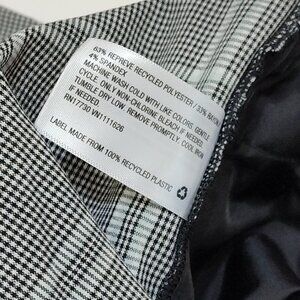 63% REPREVE RECYCLED POLYESTER / 33%
4% SPANDEX
MACHINE WASH COLD WITH LIKE COLORS, GENTLE
CYCLE. ONLY NON-CHLORINE BLEACH IF NEEDED.
TUMBLE DRY LOW. REMOVE PROMPTLY. COOL IRON
IF NEEDED
RN17730 VN1111626
LABEL MADE FROM 100% RECYCLED PLASTIC